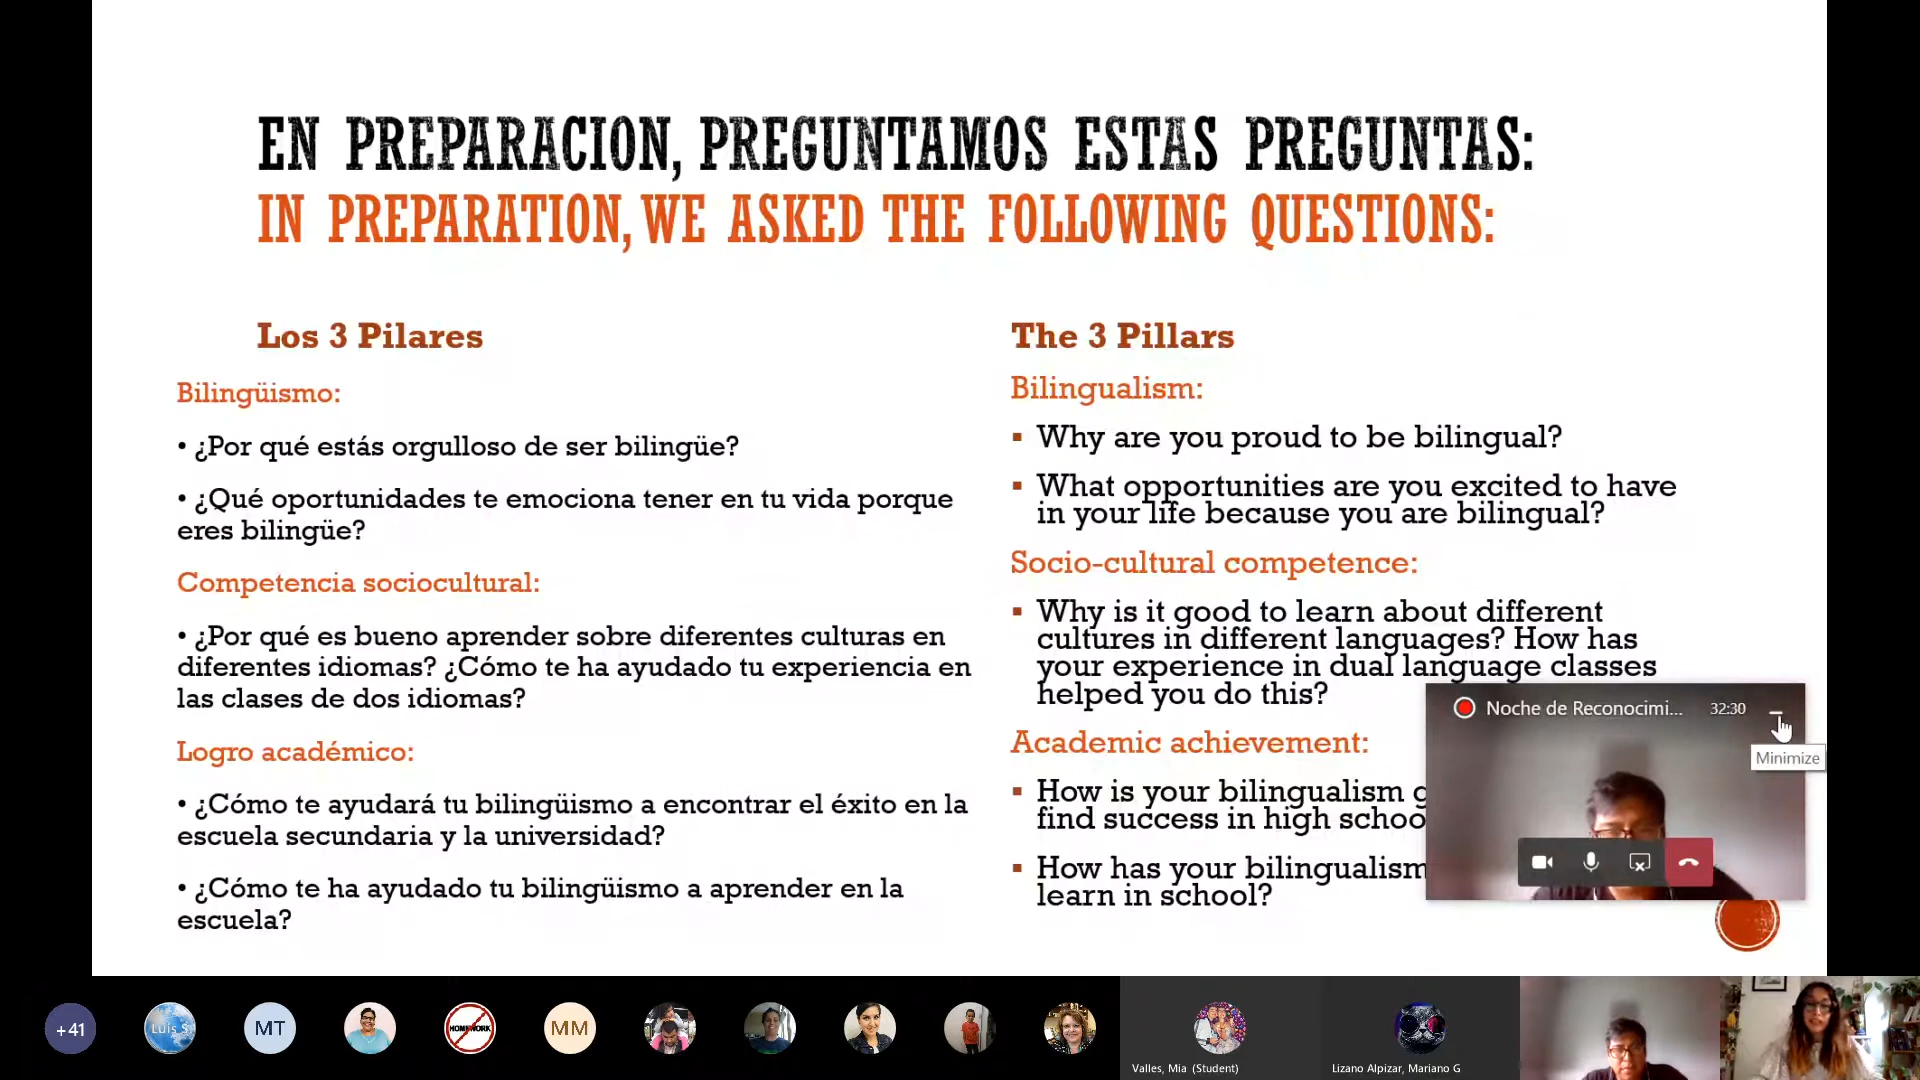 EN PREPARACION, PREGUNTAMOS ESTAS PREGUNTAS:
IN PREPARATION, WE ASKED THE FOLLOWING QUESTIONS:
Los 3 Pilares
Bilingüismo:
• ¿Por qué estás orgulloso de ser bilingüe?
• ¿Qué oportunidades te emociona tener en tu vida porque
eres bilingüe?
Competencia sociocultural:
• ¿Por qué es bueno aprender sobre diferentes culturas en
diferentes idiomas? ¿Cómo te ha ayudado tu experiencia en
las clases de dos idiomas?
Logro académico:
• ¿Cómo te ayudará tu bilingüismo a encontrar el éxito en la
escuela secundaria y la universidad?
• ¿Cómo te ha ayudado tu bilingüismo a aprender en la
escuela?
The 3 Pillars
Bilingualism:
▪ Why are you proud to be bilingual?
▪ What opportunities are you excited to have
in your life because you are bilingual?
Socio-cultural competence:
▪ Why is it good to learn about different
cultures in different languages? How has
your experience in dual language classes
helped you do this?
Academic achievement:
▪ How is your bilingualism
find success in high schoo
▪ How has your bilingualism
learn in school?
Noche de Reconocimi... 32:30
Minimize
+41
Luis S
MT
HOMEWORK
MM
Valles, Mia (Student)
Lizano Alpizar, Mariano G